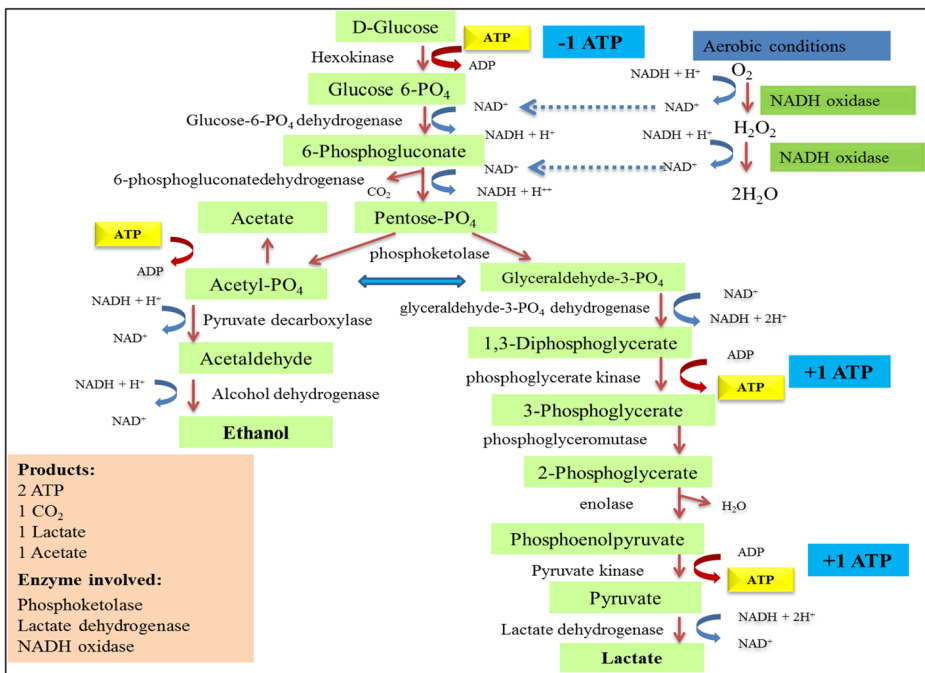 D-Glucose
ATP
-1 ATP
Hexokinase
ADP
Glucose 6-PO4
Glucose-6-PO4 dehydrogenase
NAD+
NADH + H+
6-Phosphogluconate
6-phosphogluconatedehydrogenase
CO2
NAD+
NADH + H++
Pentose-PO4
phosphoketolase
Aerobic conditions
O2
NADH + H+
NAD+
NADH oxidase
H2O2
NADH + H+
NAD+
NADH oxidase
2H2O
Acetate
ATP
ADP
Acetyl-PO4
NADH + H+
NAD+
Pyruvate decarboxylase
Acetaldehyde
NADH + H+
NAD+
Alcohol dehydrogenase
Ethanol
Glyceraldehyde-3-PO4
glyceraldehyde-3-PO4 dehydrogenase
NAD+
NADH + 2H+
1,3-Diphosphoglycerate
phosphoglycerate kinase
ADP
ATP
+1 ATP
3-Phosphoglycerate
phosphoglyceromutase
2-Phosphoglycerate
enolase
H2O
Phosphoenolpyruvate
Pyruvate kinase
ADP
ATP
+1 ATP
Pyruvate
Lactate dehydrogenase
NADH + 2H+
NAD+
Lactate
Products:
2 ATP
1 CO2
1 Lactate
1 Acetate
Enzyme involved:
Phosphoketolase
Lactate dehydrogenase
NADH oxidase